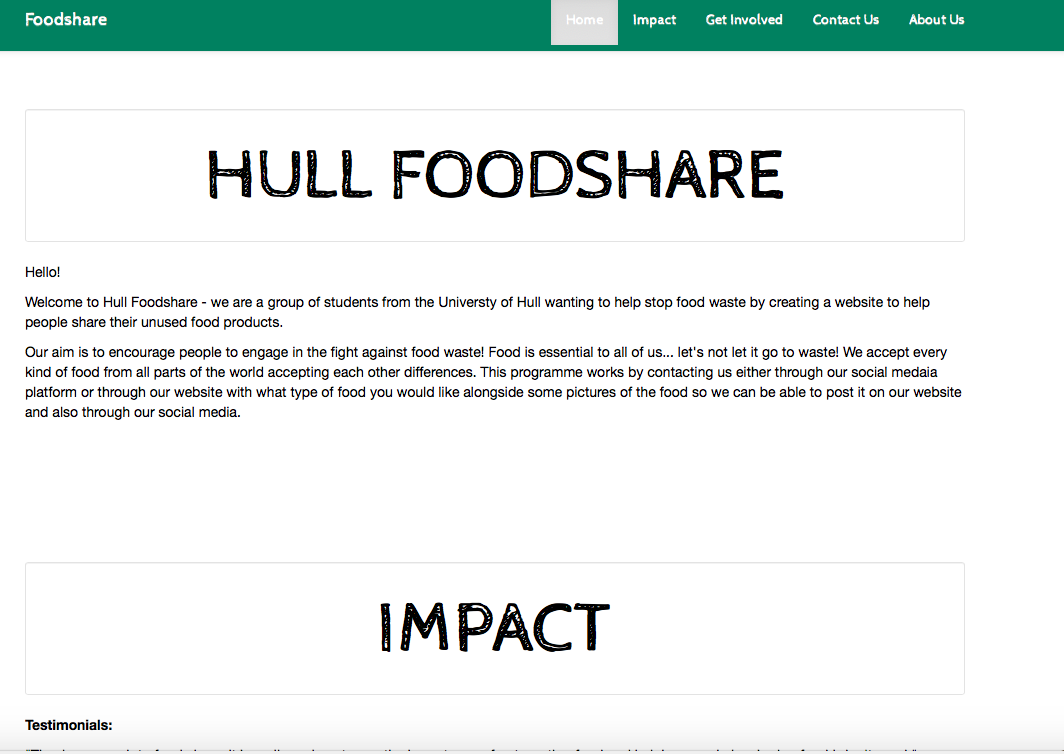 Foodshare
Home Impact Get Involved Contact Us About Us
HULL FOODSHARE
Hello!
Welcome to Hull Foodshare - we are a group of students from the Universty of Hull wanting to help stop food waste by creating a website to help
people share their unused food products.
Our aim is to encourage people to engage in the fight against food waste! Food is essential to all of us... let's not let it go to waste! We accept every
kind of food from all parts of the world accepting each other differences. This programme works by contacting us either through our social medaia
platform or through our website with what type of food you would like alongside some pictures of the food so we can be able to post it on our website
and also through our social media.
IMPACT
Testimonials: